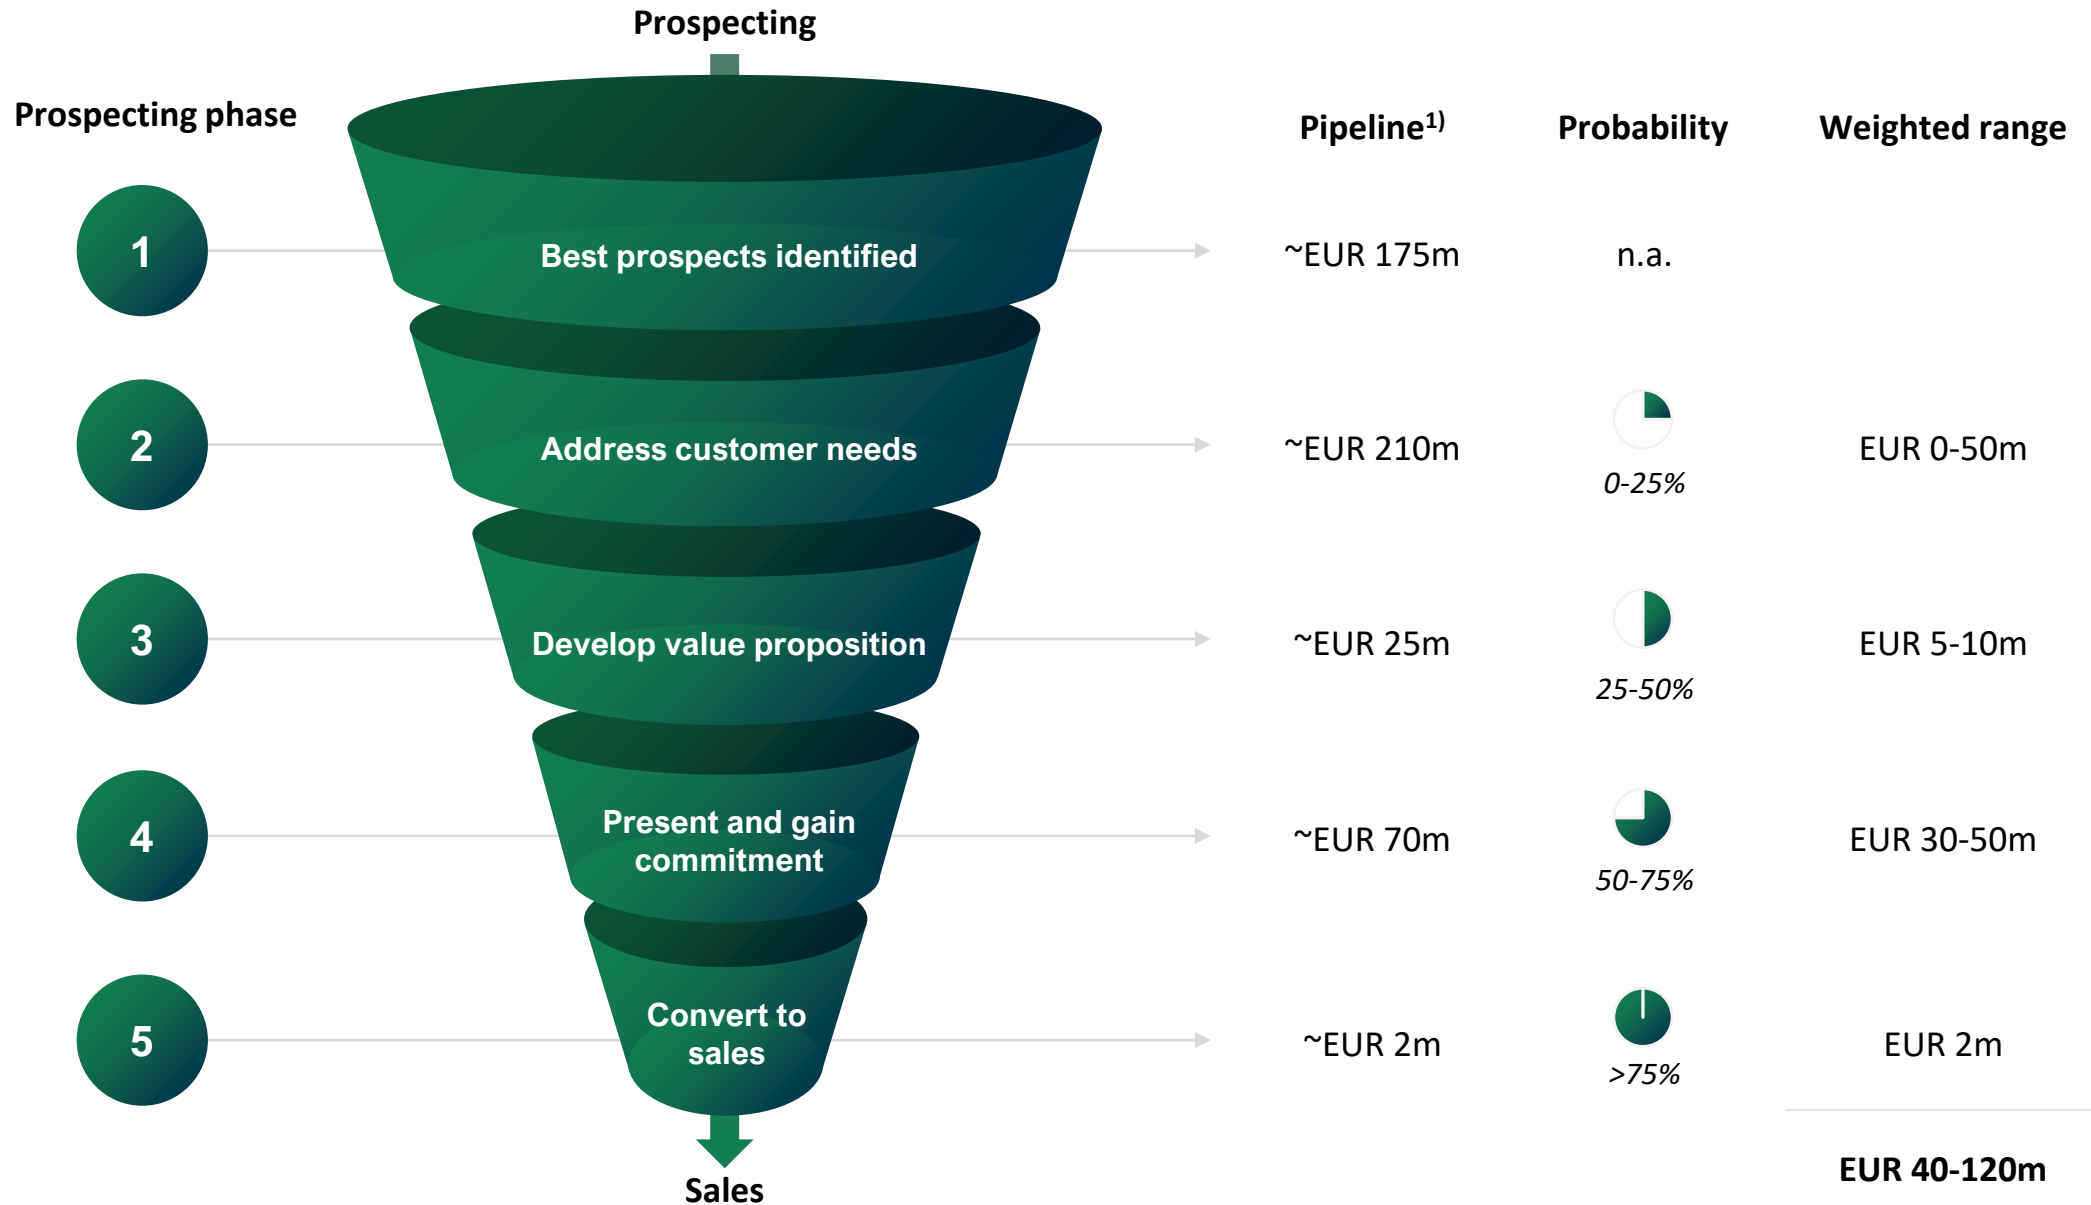 Prospecting
Prospecting phase
Pipeline1)
Probability
Weighted range
1
Best prospects identified
~EUR 175m
n.a.
2
Address customer needs
~EUR 210m
0-25%
EUR 0-50m
3
Develop value proposition
~EUR 25m
25-50%
EUR 5-10m
4
Present and gain
commitment
~EUR 70m
50-75%
EUR 30-50m
5
Convert to
sales
~EUR 2m
>75%
EUR 2m
EUR 40-120m
Sales